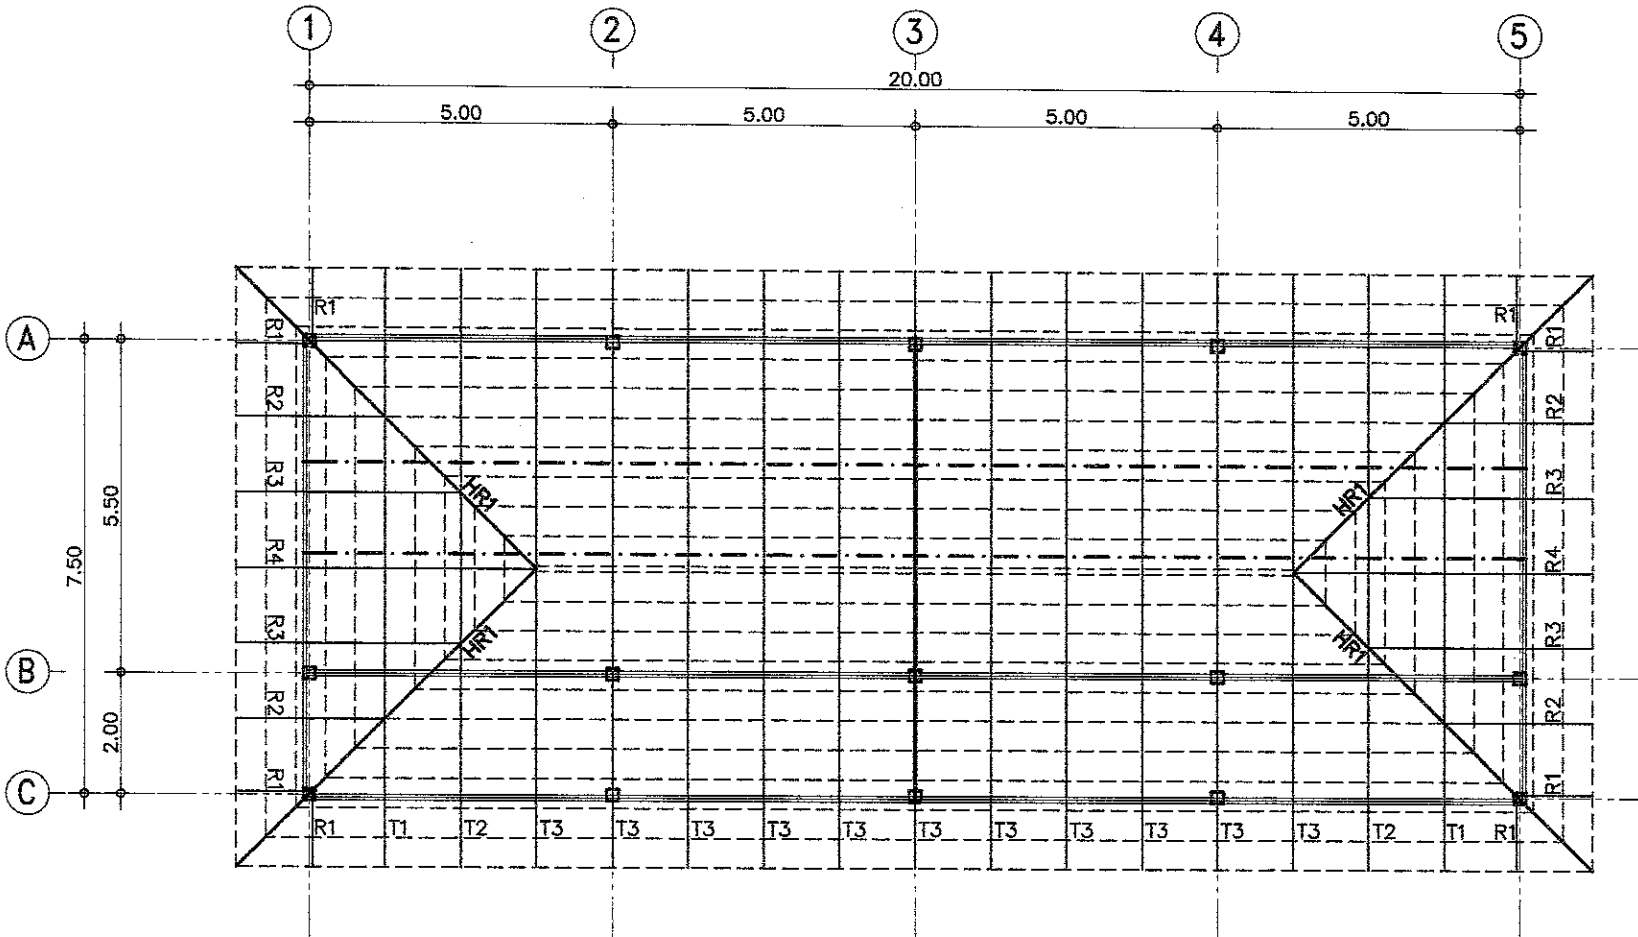 1 2 3 4 5
20.00
5.00 5.00 5.00 5.00
R1 R1
A R1 R1
R2 R2
R3 R3
HR1 HR1
5.50
R4 R4
7.50
R3 R3
HR1 HR1
B
R2 R2
2.00
C R1 R1
R1 T1 T2 T3 T3 T3 T3 T3 T3 T3 T3 T3 T3 T3 T2 T1 R1